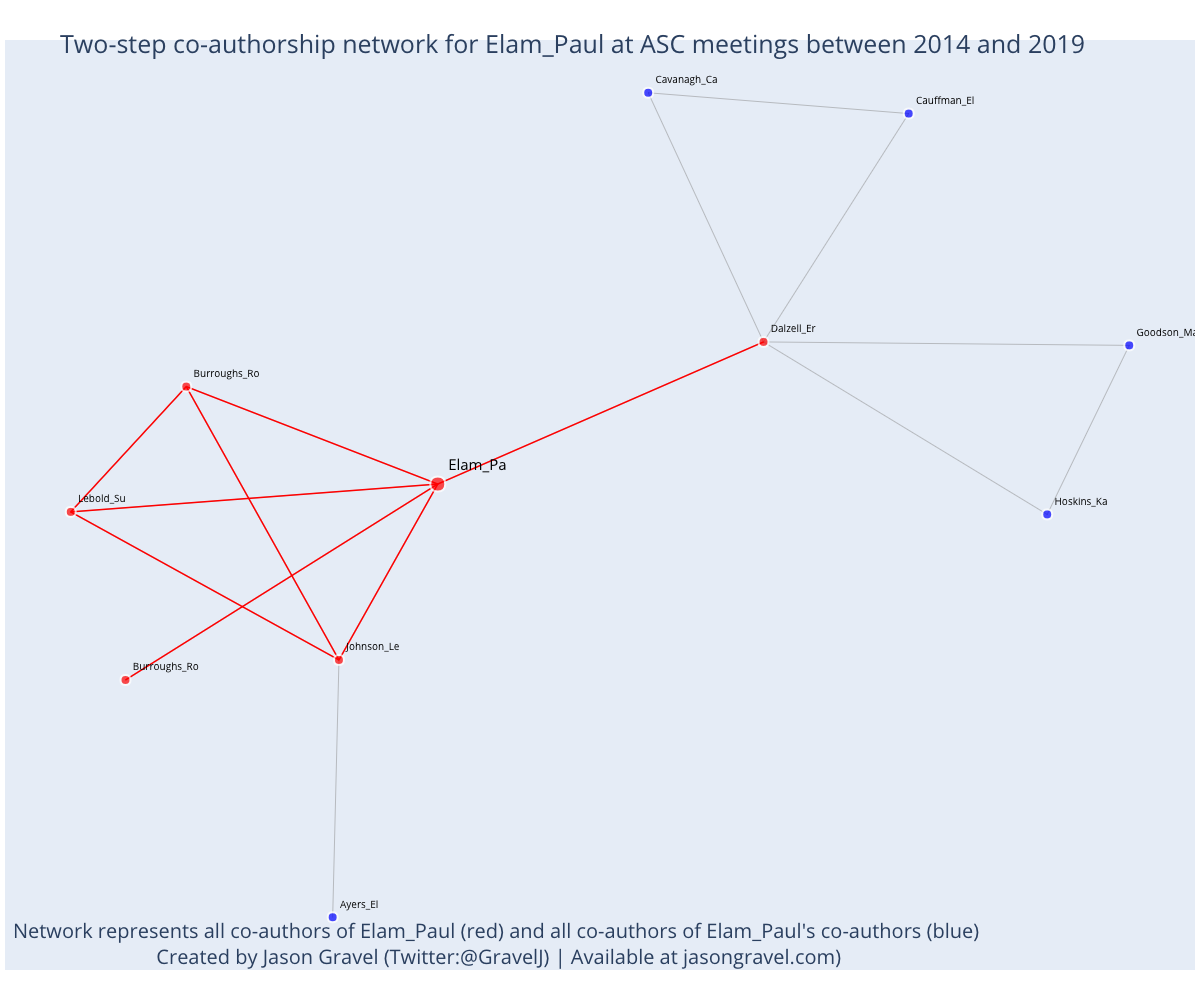 Two-step co-authorship network for Elam_Paul at ASC meetings between 2014 and 2019
Cavanagh_Ca
Cauffman_El
Dalzell_Er
Goodson_Ma
Burroughs_Ro
Elam_Pa
Lebold_Su
Hoskins_Ka
Johnson_Le
Burroughs_Ro
Ayers_El
Network represents all co-authors of Elam_Paul (red) and all co-authors of Elam_Paul's co-authors (blue)
Created by Jason Gravel (Twitter:@GravelJ) | Available at jasongravel.com)